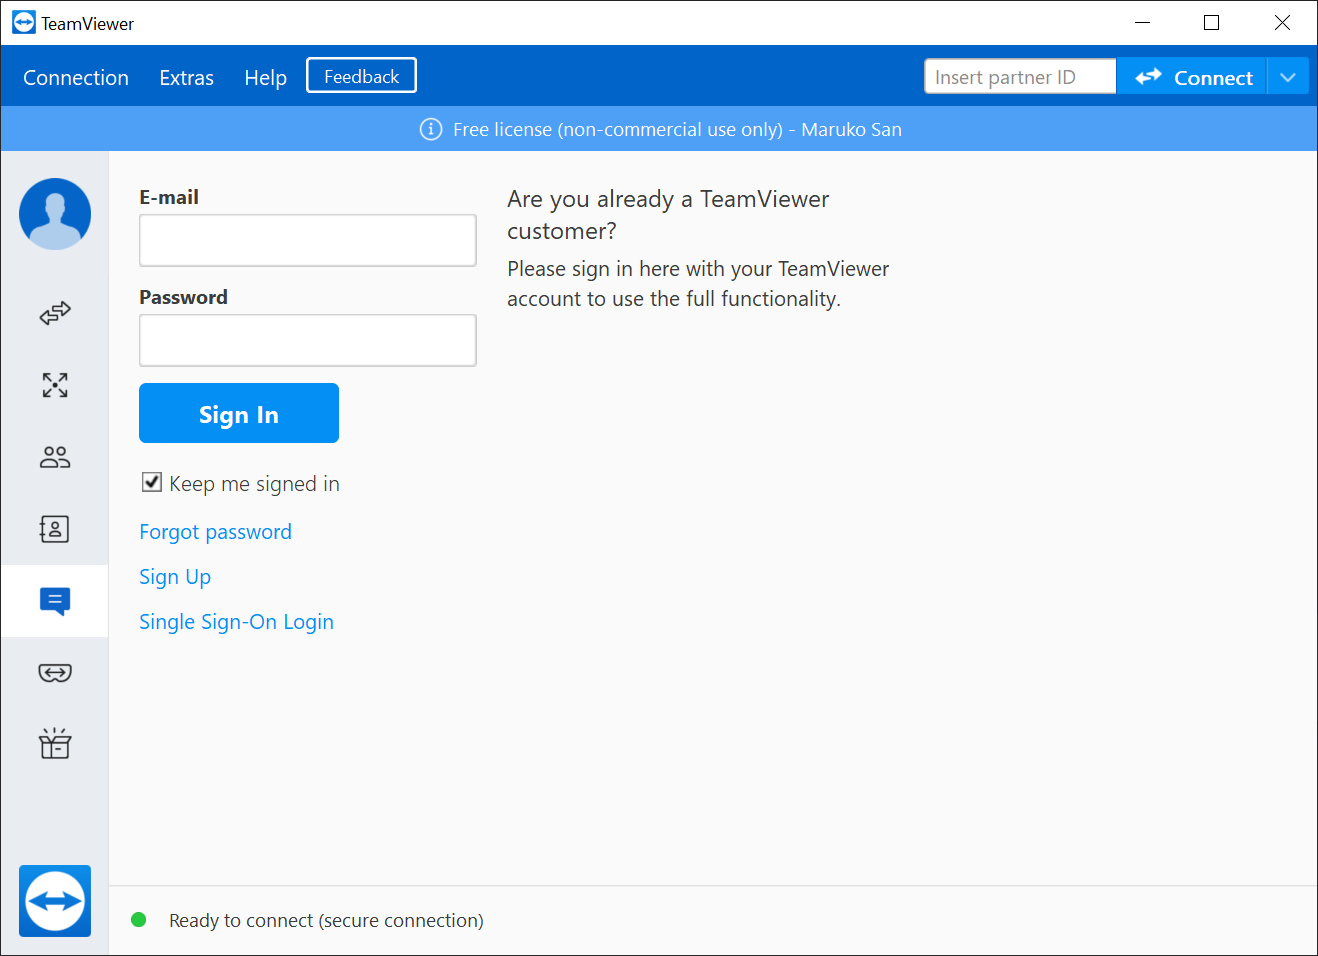 TeamViewer
Connection Extras Help Feedback Insert partner ID Connect
Free license (non-commercial use only) - Maruko San
E-mail
Password
Sign In
Keep me signed in
Forgot password
Sign Up
Single Sign-On Login
Are you already a TeamViewer
customer?
Please sign in here with your TeamViewer
account to use the full functionality.
Ready to connect (secure connection)